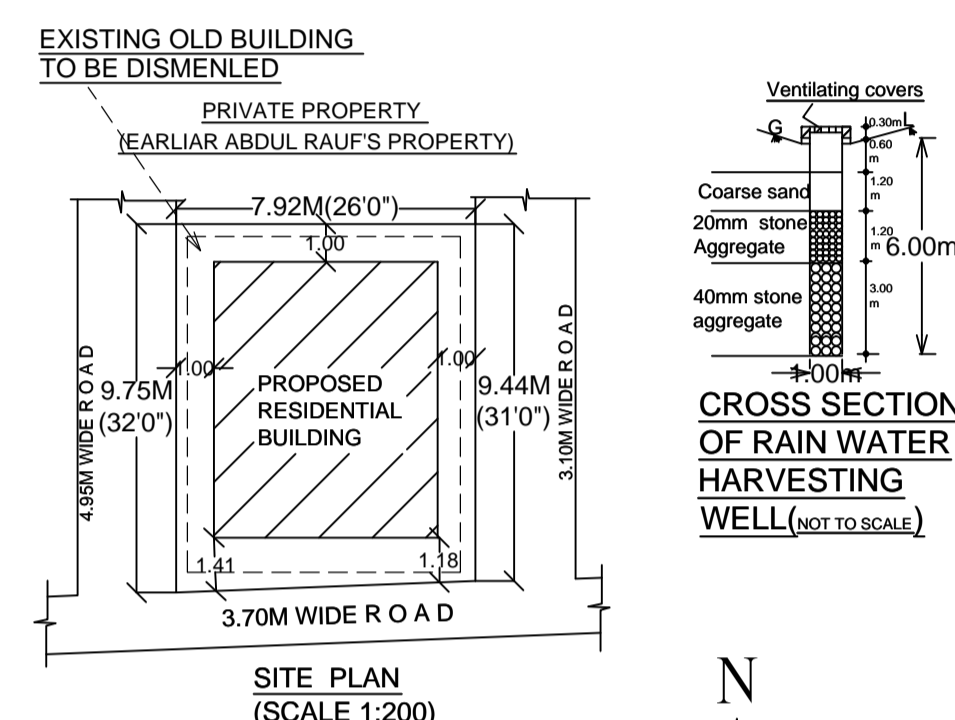 EXISTING OLD BUILDING
TO BE DISMENLED
PRIVATE PROPERTY
(EARLIAR ABDUL RAUF'S PROPERTY)
7.92M(26'0")
1.00
1.00
1.00
4.95M WIDE R O A D
9.75M
(32'0")
PROPOSED
RESIDENTIAL
BUILDING
9.44M
(31'0")
3.10M WIDE R O A D
1.41
1.18
3.70M WIDE R O A D
SITE PLAN
(SCALE 1:200)
Ventilating covers
G
L
0.30m
0.60
m
Coarse sand
1.20
m
20mm stone
Aggregate
1.20
m
6.00m
40mm stone
aggregate
3.00
m
1.00m
CROSS SECTION
OF RAIN WATER
HARVESTING
WELL(NOT TO SCALE)
N